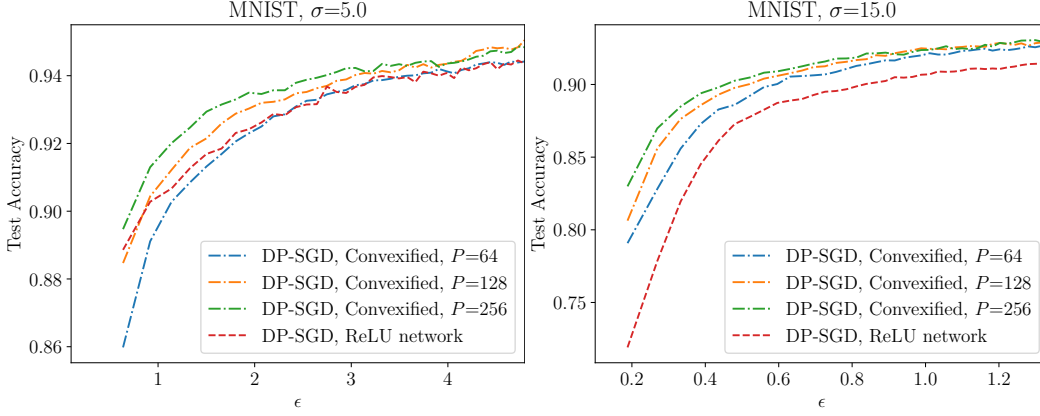 MNIST, σ=5.0
Test Accuracy
0.94
0.92
0.90
0.88
0.86
DP-SGD, Convexified, P=64
DP-SGD, Convexified, P=128
DP-SGD, Convexified, P=256
DP-SGD, ReLU network
1 2 3 4
ϵ
MNIST, σ=15.0
Test Accuracy
0.90
0.85
0.80
0.75
DP-SGD, Convexified, P=64
DP-SGD, Convexified, P=128
DP-SGD, Convexified, P=256
DP-SGD, ReLU network
0.2 0.4 0.6 0.8 1.0 1.2
ϵ